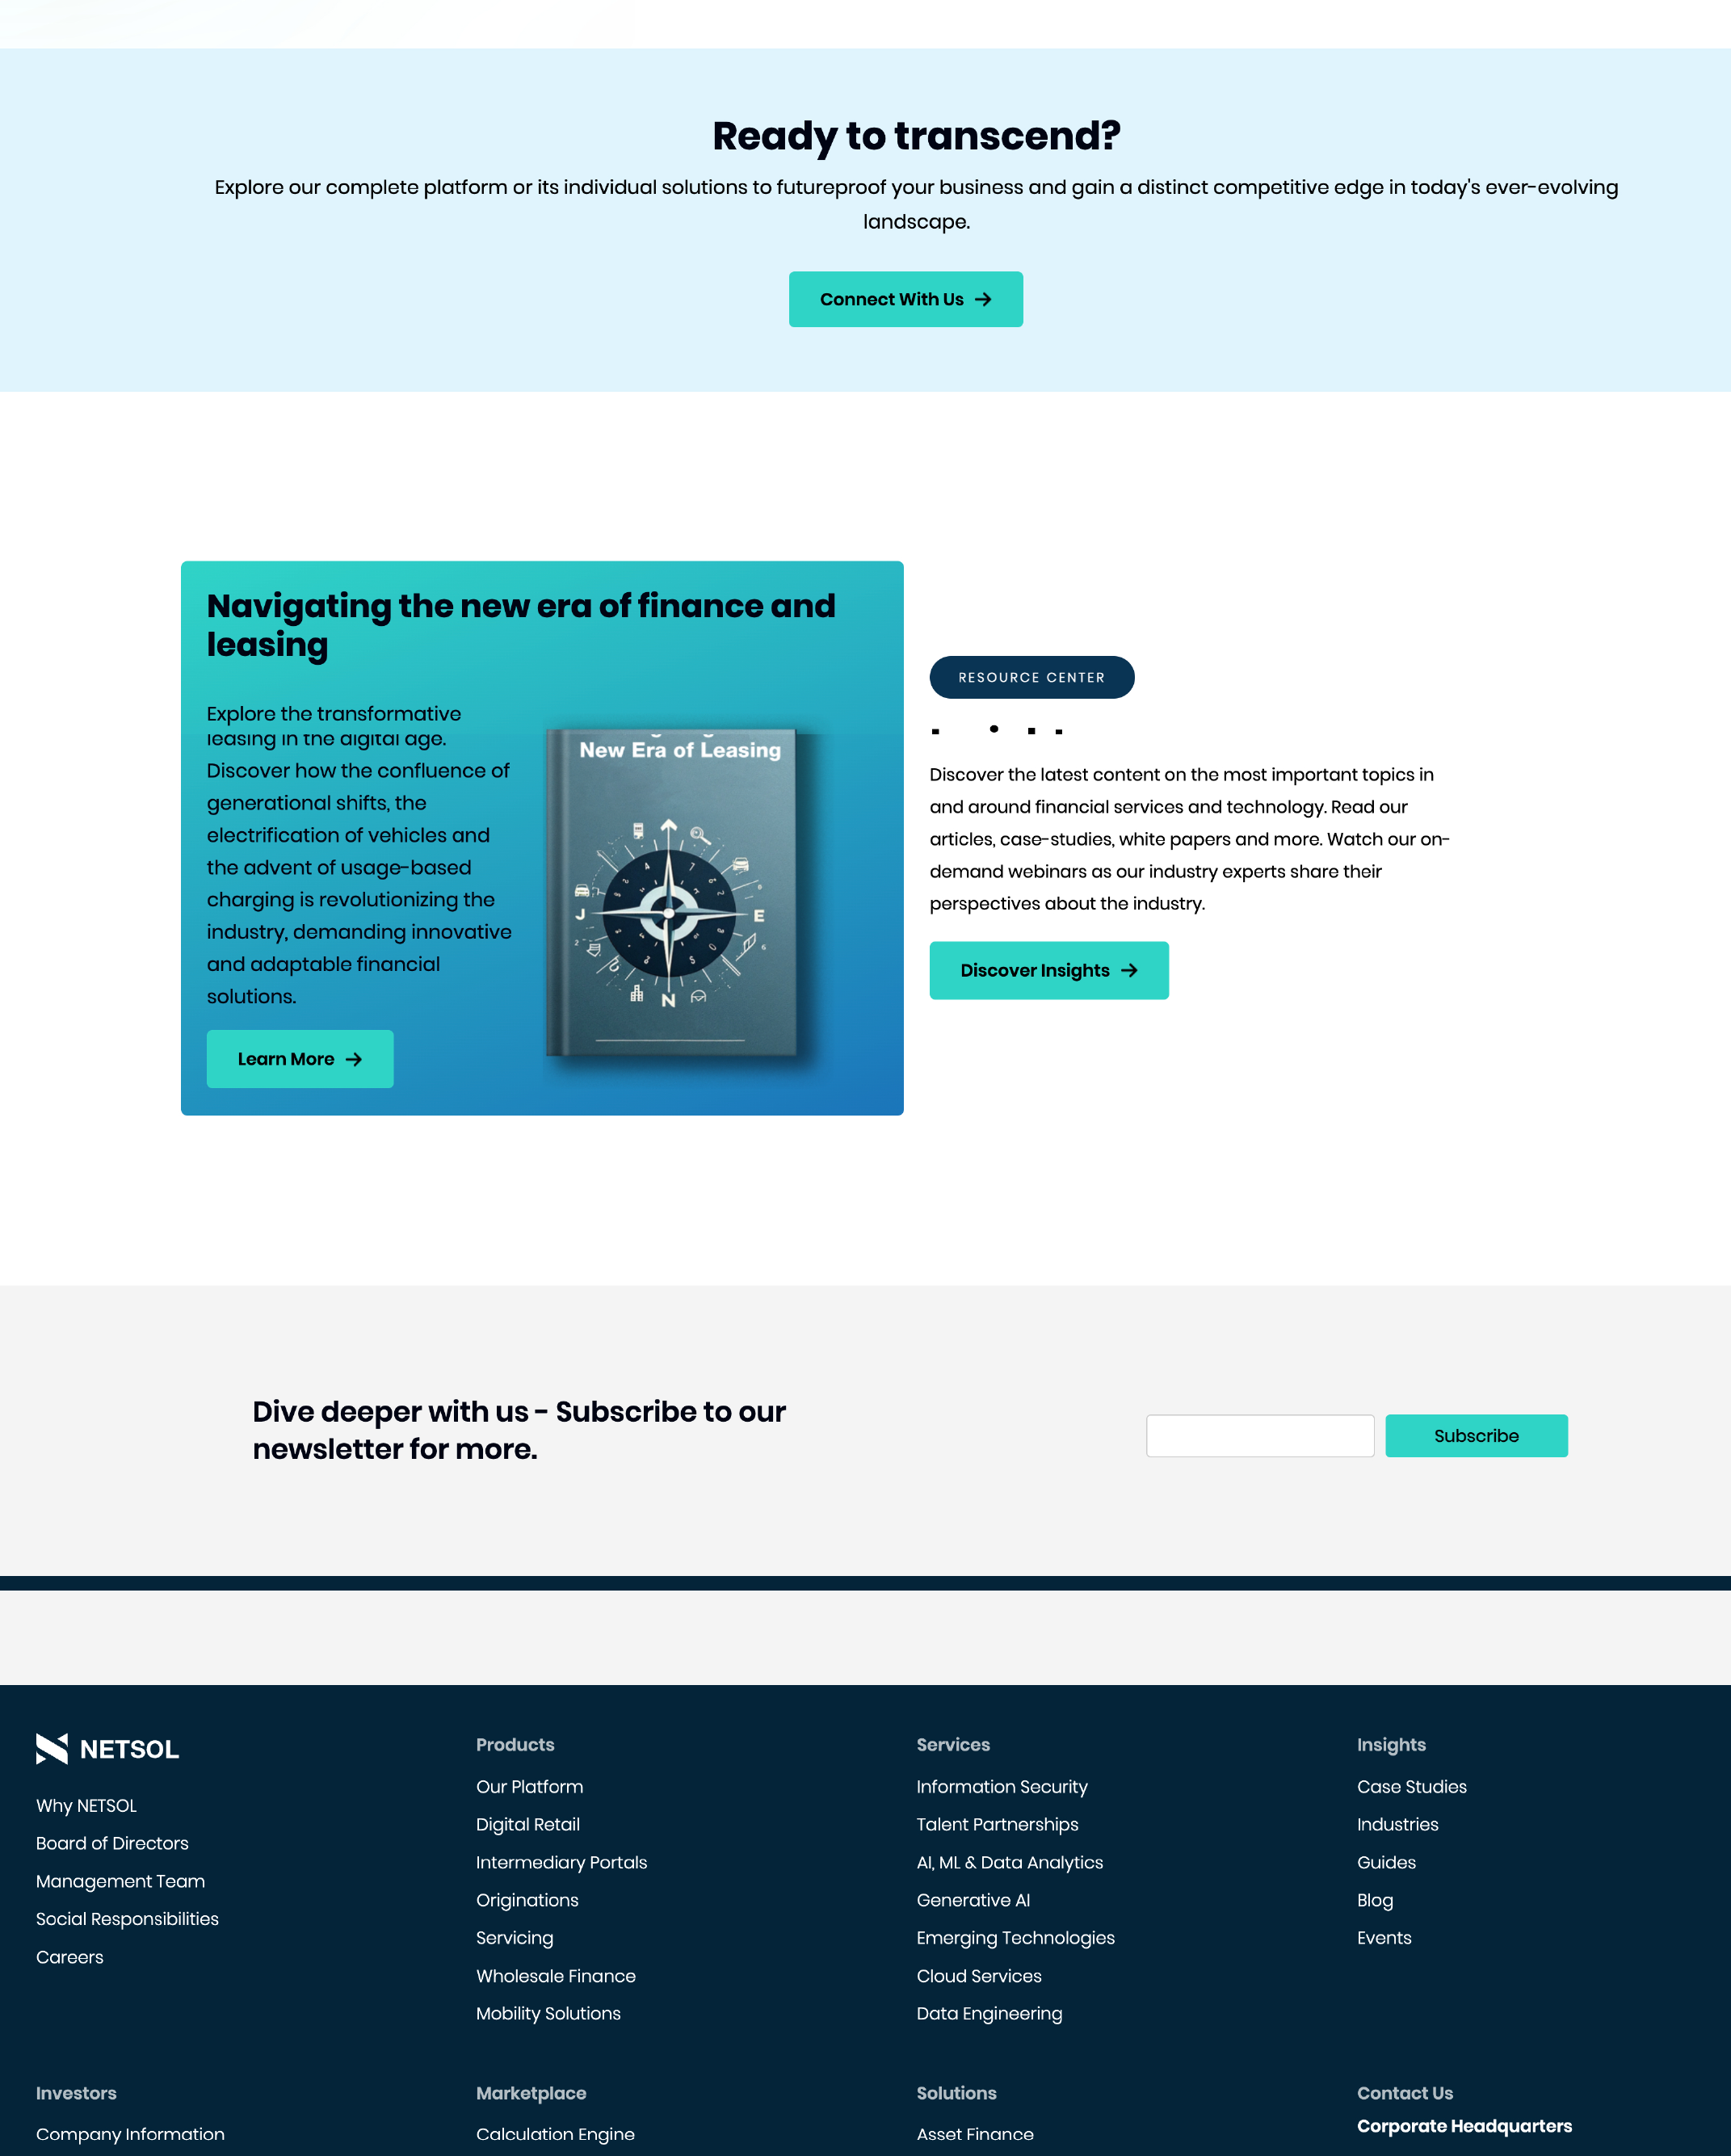 Ready to transcend?
Explore our complete platform or its individual solutions to futureproof your business and gain a distinct competitive edge in today's ever-evolving
landscape.
Connect With Us
Navigating the new era of finance and
leasing
Explore the transformative
leasing in the digital age.
Discover how the confluence of
generational shifts, the
electrification of vehicles and
the advent of usage-based
charging is revolutionizing the
industry, demanding innovative
and adaptable financial
solutions.
Learn More
New Era of Leasing
J
E
N
RESOURCE CENTER
Discover the latest content on the most important topics in
and around financial services and technology. Read our
articles, case-studies, white papers and more. Watch our on-
demand webinars as our industry experts share their
perspectives about the industry.
Discover Insights
Dive deeper with us - Subscribe to our
newsletter for more.
Subscribe
NETSOL
Why NETSOL
Board of Directors
Management Team
Social Responsibilities
Careers
Products
Our Platform
Digital Retail
Intermediary Portals
Originations
Servicing
Wholesale Finance
Mobility Solutions
Services
Information Security
Talent Partnerships
AI, ML & Data Analytics
Generative AI
Emerging Technologies
Cloud Services
Data Engineering
Insights
Case Studies
Industries
Guides
Blog
Events
Investors
Company Information
Marketplace
Calculation Engine
Solutions
Asset Finance
Contact Us
Corporate Headquarters